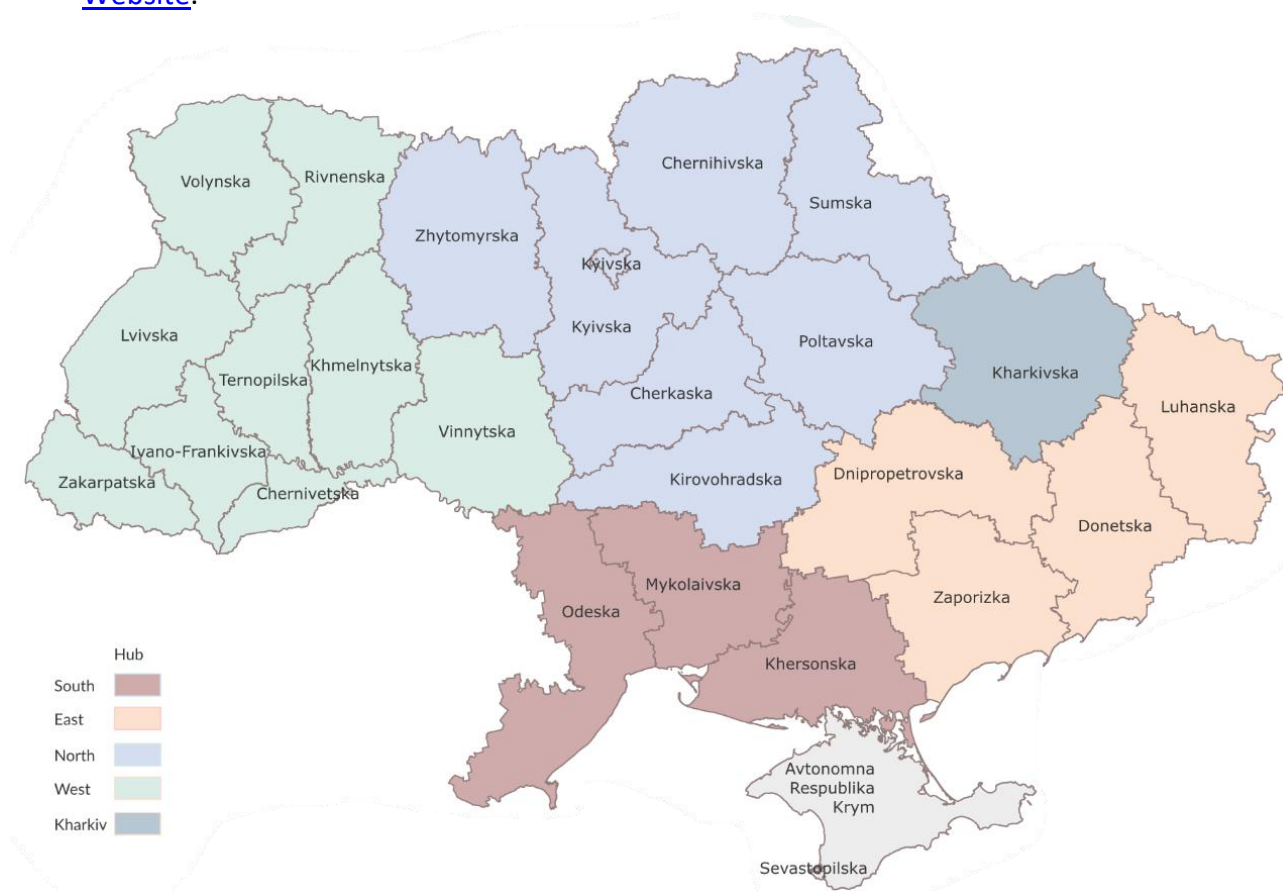 Website.
Chernihivska
Rivnenska
Volynska
Sumska
Zhytomyrska
Kyivska
Kyivska
Lvivska
Poltavska
Khmelnytska
Kharkivska
Ternopilska
Cherkaska
Luhanska
Vinnytska
Ivano-Frankivska
Zakarpatska
Chernivetska
Kirovohradska
Dnipropetrovska
Donetska
Mykolaivska
Zaporizka
Odeska
Khersonska
Hub
South
East
North
West
Kharkiv
Avtonomna
Respublika
Krym
Sevastopilska